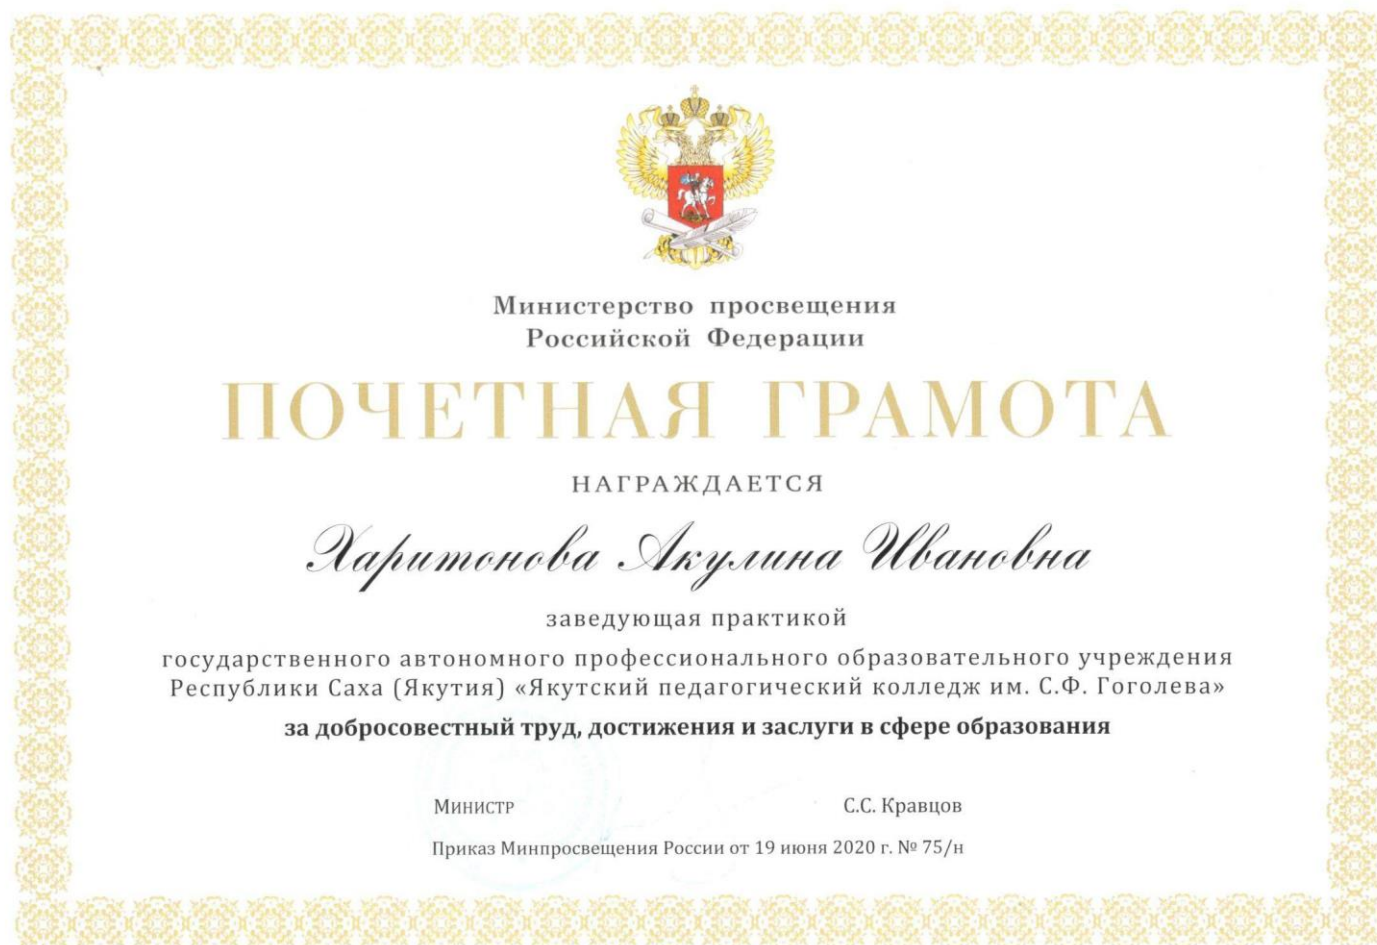 Министерство просвещения
Российской Федерации
ПОЧЕТНАЯ ГРАМОТА
НАГРАЖДАЕТСЯ
Харитонова Акулина Ивановна
заведующая практикой
государственного автономного профессионального образовательного учреждения
Республики Саха (Якутия) «Якутский педагогический колледж им. С.Ф. Гоголева»
за добросовестный труд, достижения и заслуги в сфере образования
Министр С.С. Кравцов
Приказ Минпросвещения России от 19 июня 2020 г. № 75/н